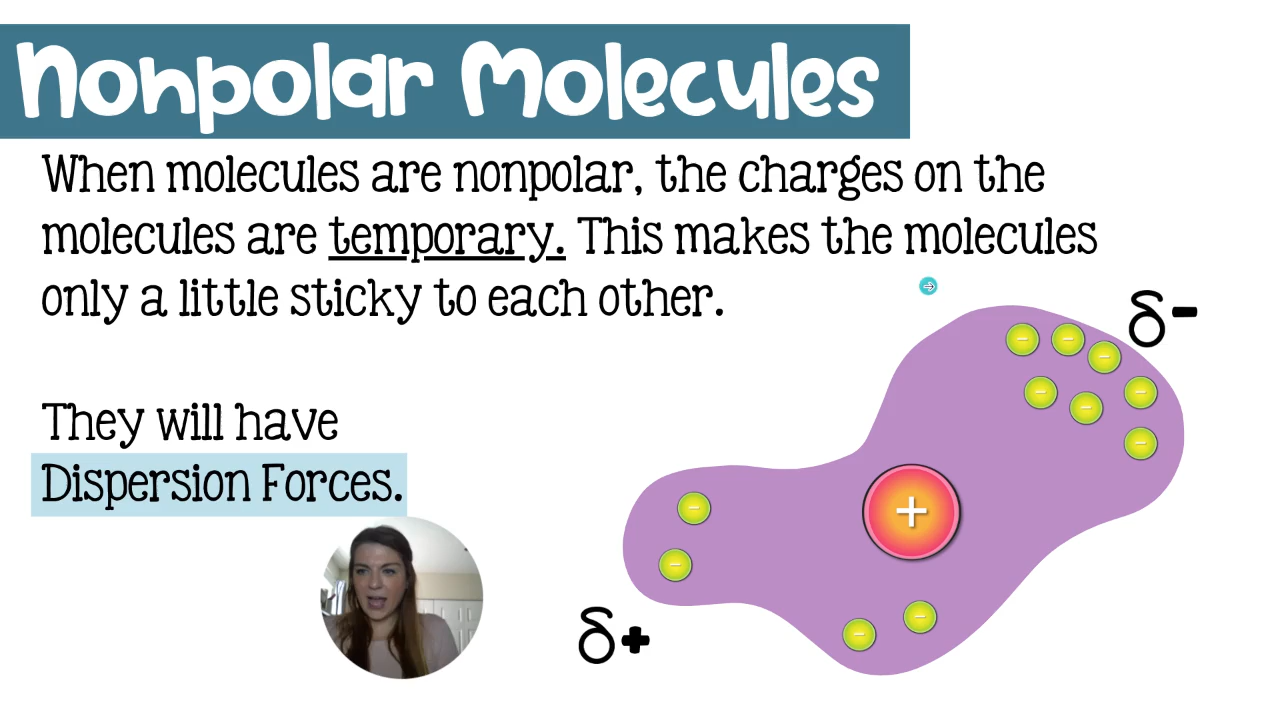 Nonpolar Molecules
When molecules are nonpolar, the charges on the
molecules are temporary. This makes the molecules
only a little sticky to each other.
δ-
They will have
Dispersion Forces.
+
δ+